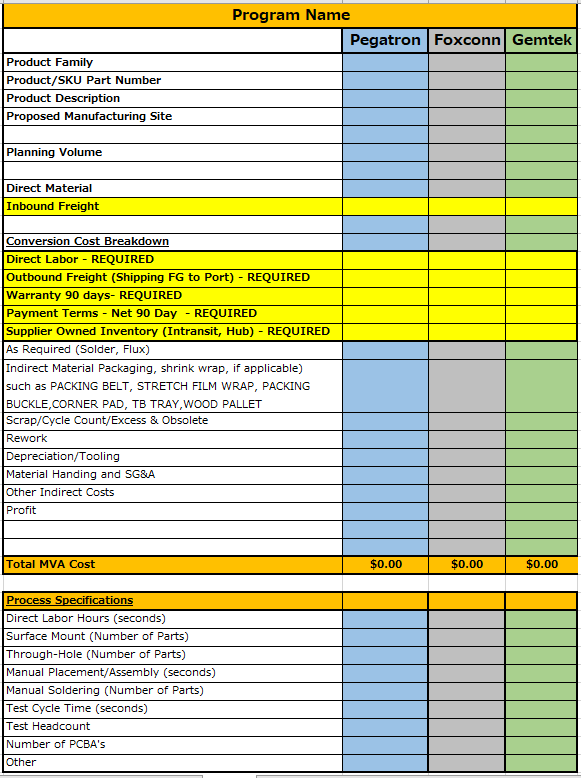 Program Name
Pegatron Foxconn Gemtek
Product Family
Product/SKU Part Number
Product Description
Proposed Manufacturing Site
Planning Volume
Direct Material
Inbound Freight
Conversion Cost Breakdown
Direct Labor - REQUIRED
Outbound Freight (Shipping FG to Port) - REQUIRED
Warranty 90 days- REQUIRED
Payment Terms - Net 90 Day - REQUIRED
Supplier Owned Inventory (Intransit, Hub) - REQUIRED
As Required (Solder, Flux)
Indirect Material Packaging, shrink wrap, if applicable)
such as PACKING BELT, STRETCH FILM WRAP, PACKING
BUCKLE,CORNER PAD, TB TRAY,WOOD PALLET
Scrap/Cycle Count/Excess & Obsolete
Rework
Depreciation/Tooling
Material Handing and SG&A
Other Indirect Costs
Profit
Total MVA Cost $0.00 $0.00 $0.00
Process Specifications
Direct Labor Hours (seconds)
Surface Mount (Number of Parts)
Through-Hole (Number of Parts)
Manual Placement/Assembly (seconds)
Manual Soldering (Number of Parts)
Test Cycle Time (seconds)
Test Headcount
Number of PCBA's
Other